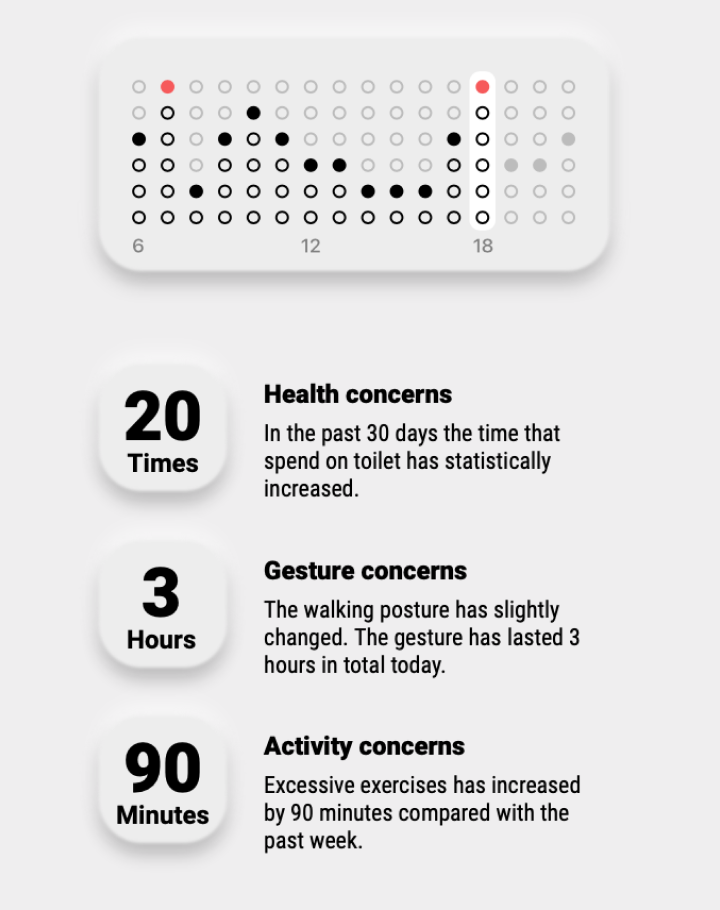 6 12 18
20
Times
Health concerns
In the past 30 days the time that
spend on toilet has statistically
increased.
3
Hours
Gesture concerns
The walking posture has slightly
changed. The gesture has lasted 3
hours in total today.
90
Minutes
Activity concerns
Excessive exercises has increased
by 90 minutes compared with the
past week.